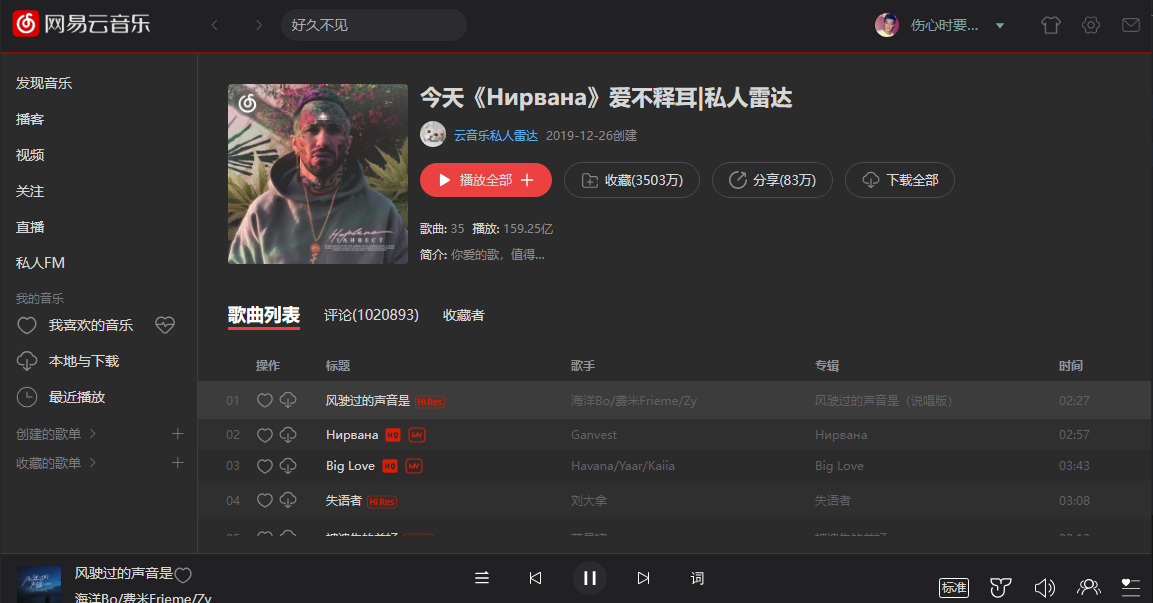 网易云音乐
好久不见
伤心时要...
发现音乐
播客
视频
关注
直播
私人FM
我的音乐
我喜欢的音乐
本地与下载
最近播放
创建的歌单
收藏的歌单
Нирвана
ГАНВЕСТ
今天《Нирвана》爱不释耳|私人雷达
云音乐私人雷达 2019-12-26创建
播放全部
收藏(3503万)
分享(83万)
下载全部
歌曲: 35 播放: 159.25亿
简介: 你爱的歌，值得...
歌曲列表 评论(1020893) 收藏者
操作 标题 歌手 专辑 时间
01 风驶过的声音是 Hi Res 海洋Bo/费米Frieme/Zy 风驶过的声音是（说唱版） 02:27
02 Нирвана HQ MV Ganvest Нирвана 02:57
03 Big Love HQ MV Havana/Yaar/Kaiia Big Love 03:43
04 失语者 Hi Res 刘大拿 失语者 03:08
风驶过的声音是
海洋Bo/费米Frieme/Zy
词
标准